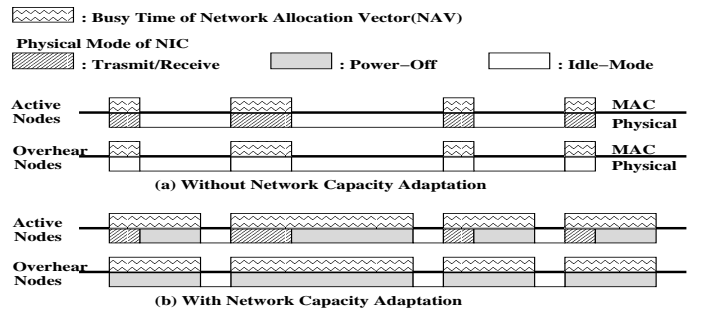 : Busy Time of Network Allocation Vector(NAV)
Physical Mode of NIC
: Trasmit/Receive
: Power-Off
: Idle-Mode
Active
Nodes
MAC
Physical
Overhear
Nodes
MAC
Physical
(a) Without Network Capacity Adaptation
Active
Nodes
Overhear
Nodes
(b) With Network Capacity Adaptation